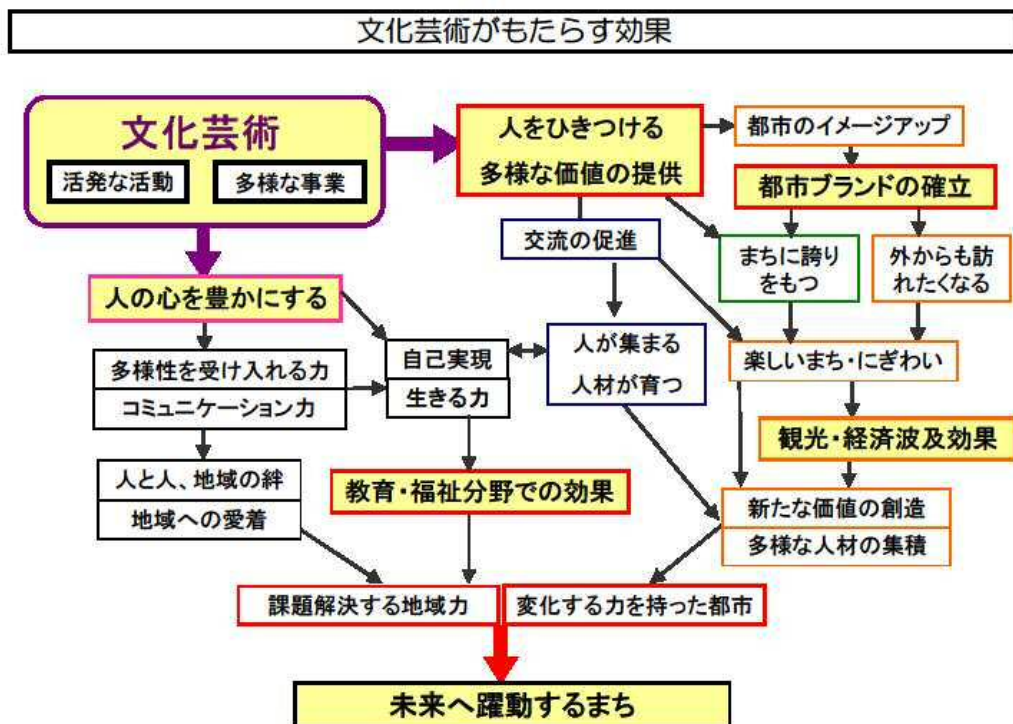 文化芸術がもたらす効果
文化芸術
活発な活動
多様な事業
人をひきつける
多様な価値の提供
都市のイメージアップ
都市ブランドの確立
交流の促進
まちに誇り
をもつ
外からも訪
れたくなる
人の心を豊かにする
多様性を受け入れる力
コミュニケーション力
自己実現
生きる力
人が集まる
人材が育つ
楽しいまち・にぎわい
観光・経済波及効果
人と人、地域の絆
地域への愛着
教育・福祉分野での効果
新たな価値の創造
多様な人材の集積
課題解決する地域力
変化する力を持った都市
未来へ躍動するまち